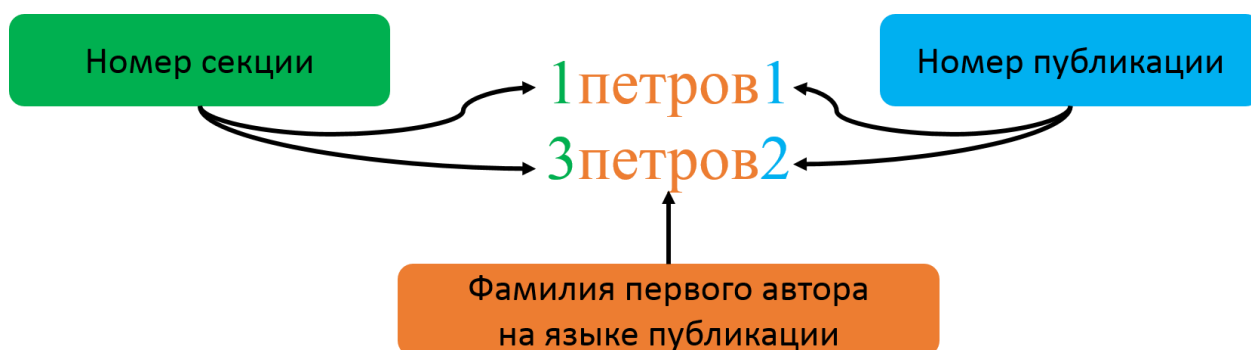 Номер секции
1петров1
Номер публикации
3петров2
Фамилия первого автора
на языке публикации